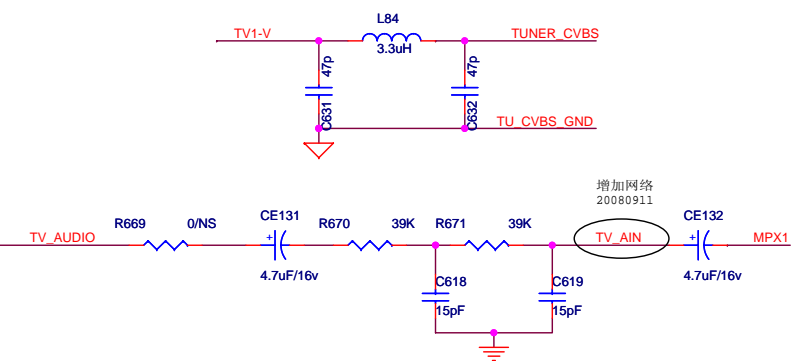 L84
TV1-V
TUNER_CVBS
3.3uH
47p
47p
C631
C632
TU_CVBS_GND
增加网络
20080911
R669
0/NS
CE131
R670
39K
R671
39K
CE132
TV_AUDIO
+
TV_AIN
+
MPX1
4.7uF/16v
C618
C619
4.7uF/16v
15pF
15pF